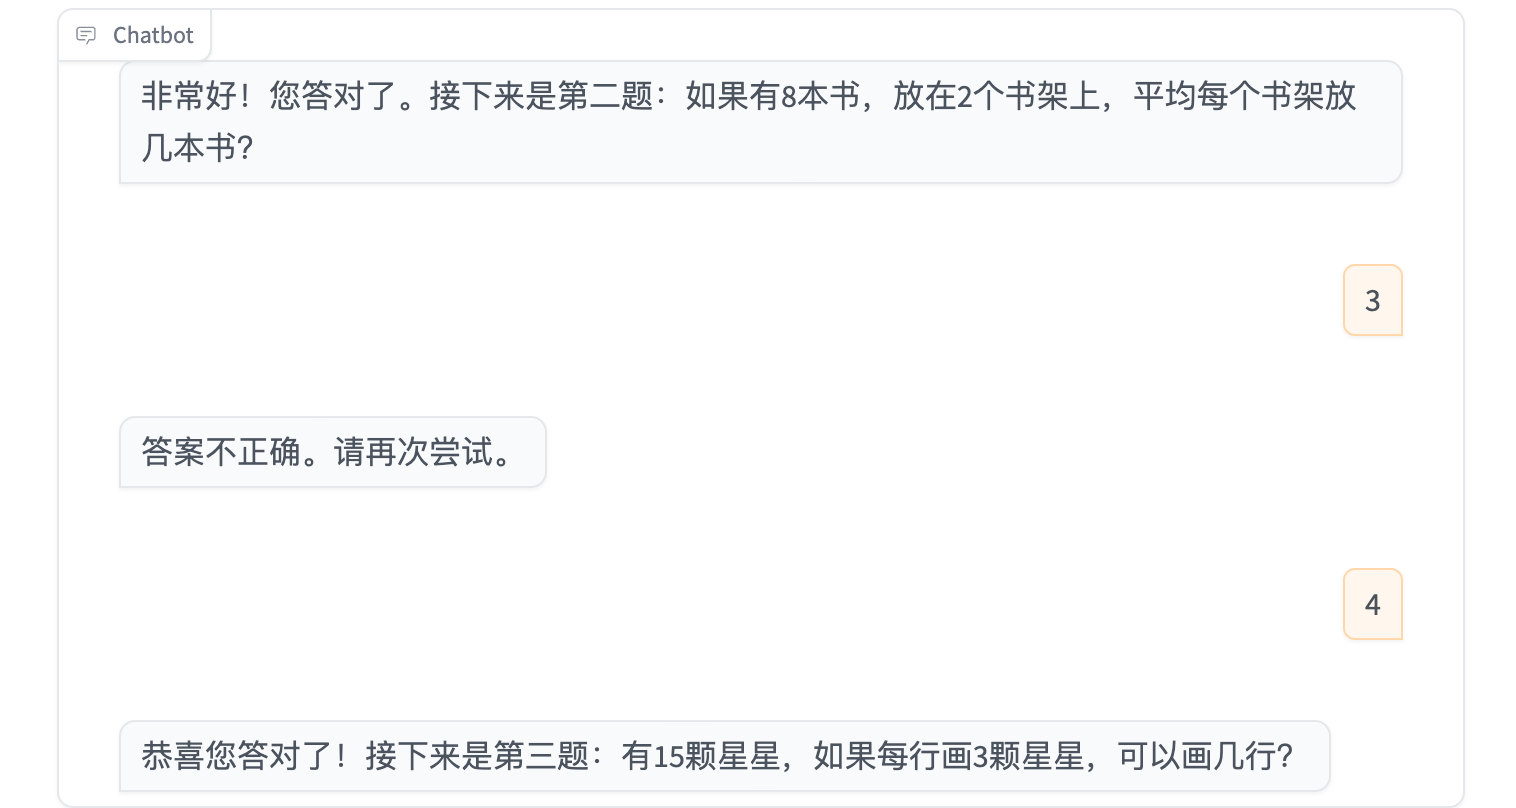 Chatbot
非常好！您答对了。接下来是第二题：如果有8本书，放在2个书架上，平均每个书架放
几本书？
3
答案不正确。请再次尝试。
4
恭喜您答对了！接下来是第三题：有15颗星星，如果每行画3颗星星，可以画几行？